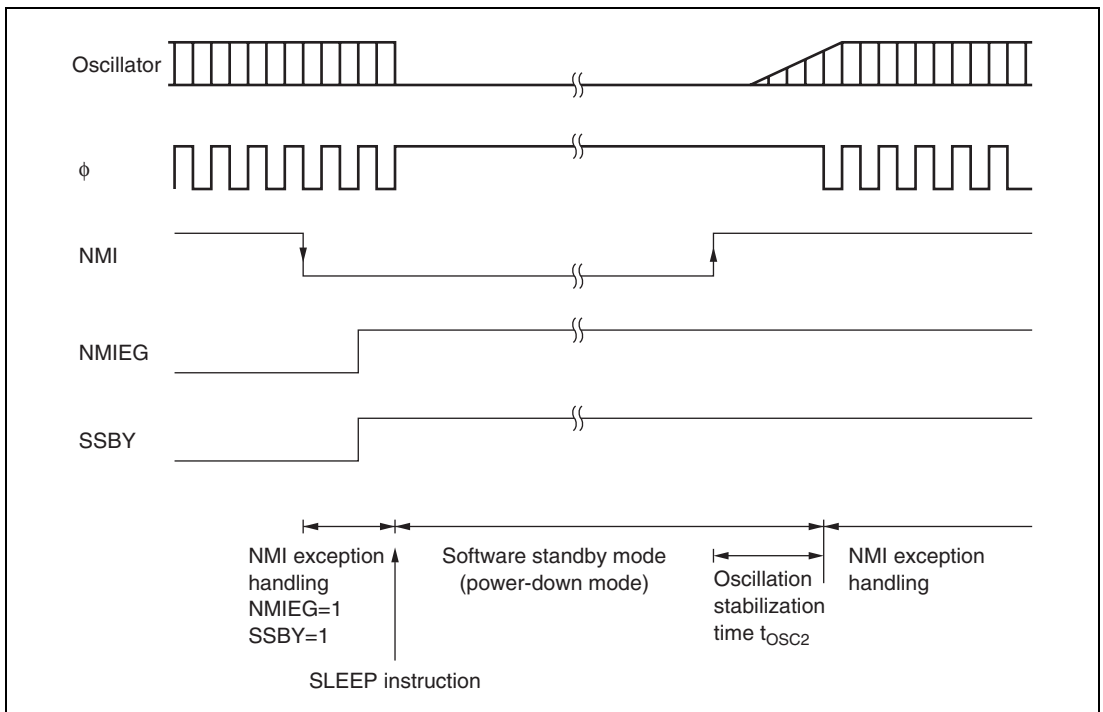 Oscillator
φ
NMI
NMIEG
SSBY
NMI exception
handling
NMIEG=1
SSBY=1
SLEEP instruction
Software standby mode
(power-down mode)
Oscillation
stabilization
time tOSC2
NMI exception
handling